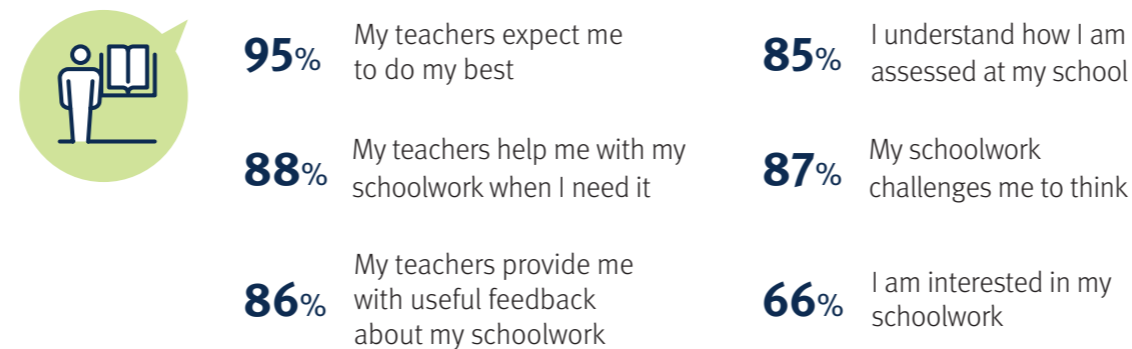 95%
My teachers expect me
to do my best
88%
My teachers help me with my
schoolwork when I need it
86%
My teachers provide me
with useful feedback
about my schoolwork
85%
I understand how I am
assessed at my school
87%
My schoolwork
challenges me to think
66%
I am interested in my
schoolwork